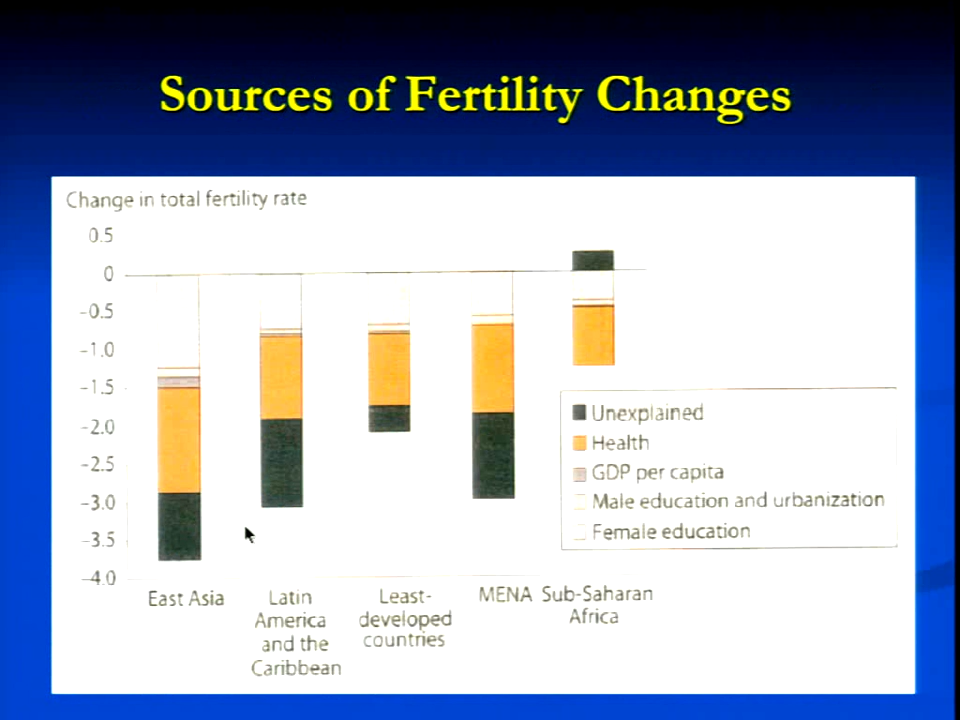 Sources of Fertility Changes
Change in total fertility rate
0.5
0
-0.5
-1.0
-1.5
-2.0
-2.5
-3.0
-3.5
-4.0
Unexplained
Health
GDP per capita
Male education and urbanization
Female education
East Asia
Latin
America
and the
Caribbean
Least-
developed
countries
MENA
Sub-Saharan
Africa